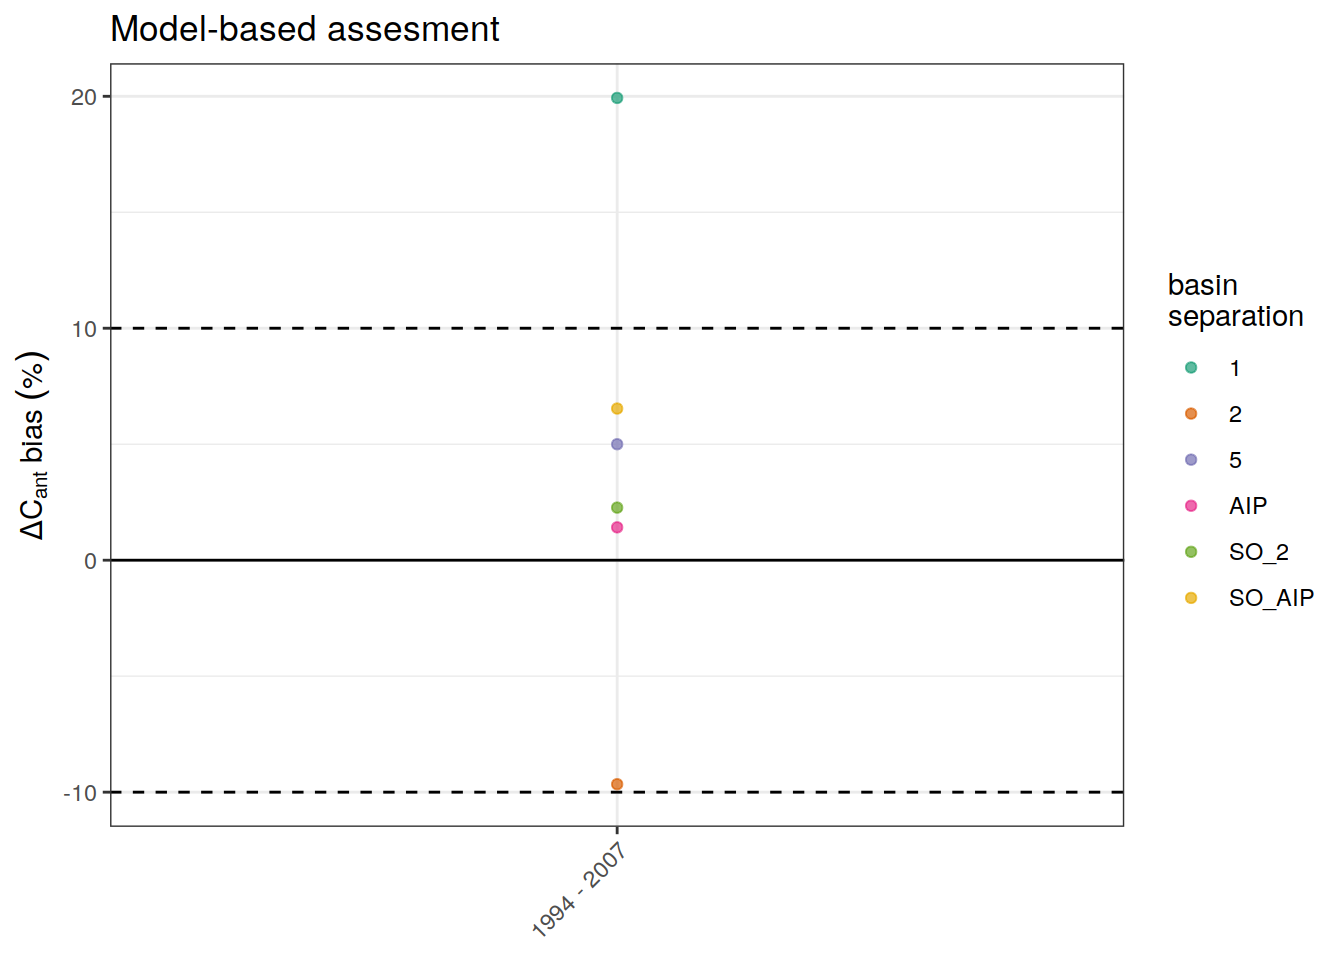 Model-based assesment
ΔCant bias (%)
20
10
0
-10
1994 - 2007
basin
separation
1
2
5
AIP
SO_2
SO_AIP